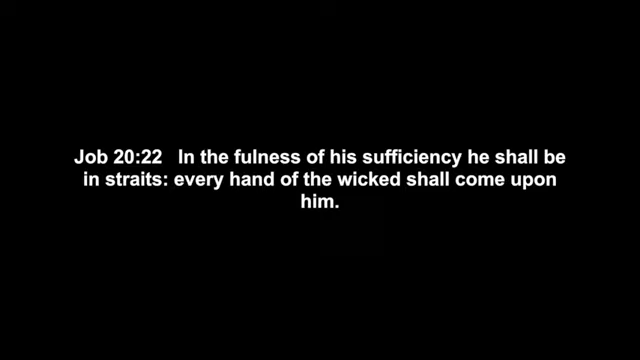 Job 20:22   In the fulness of his sufficiency he shall be
in straits: every hand of the wicked shall come upon
him.